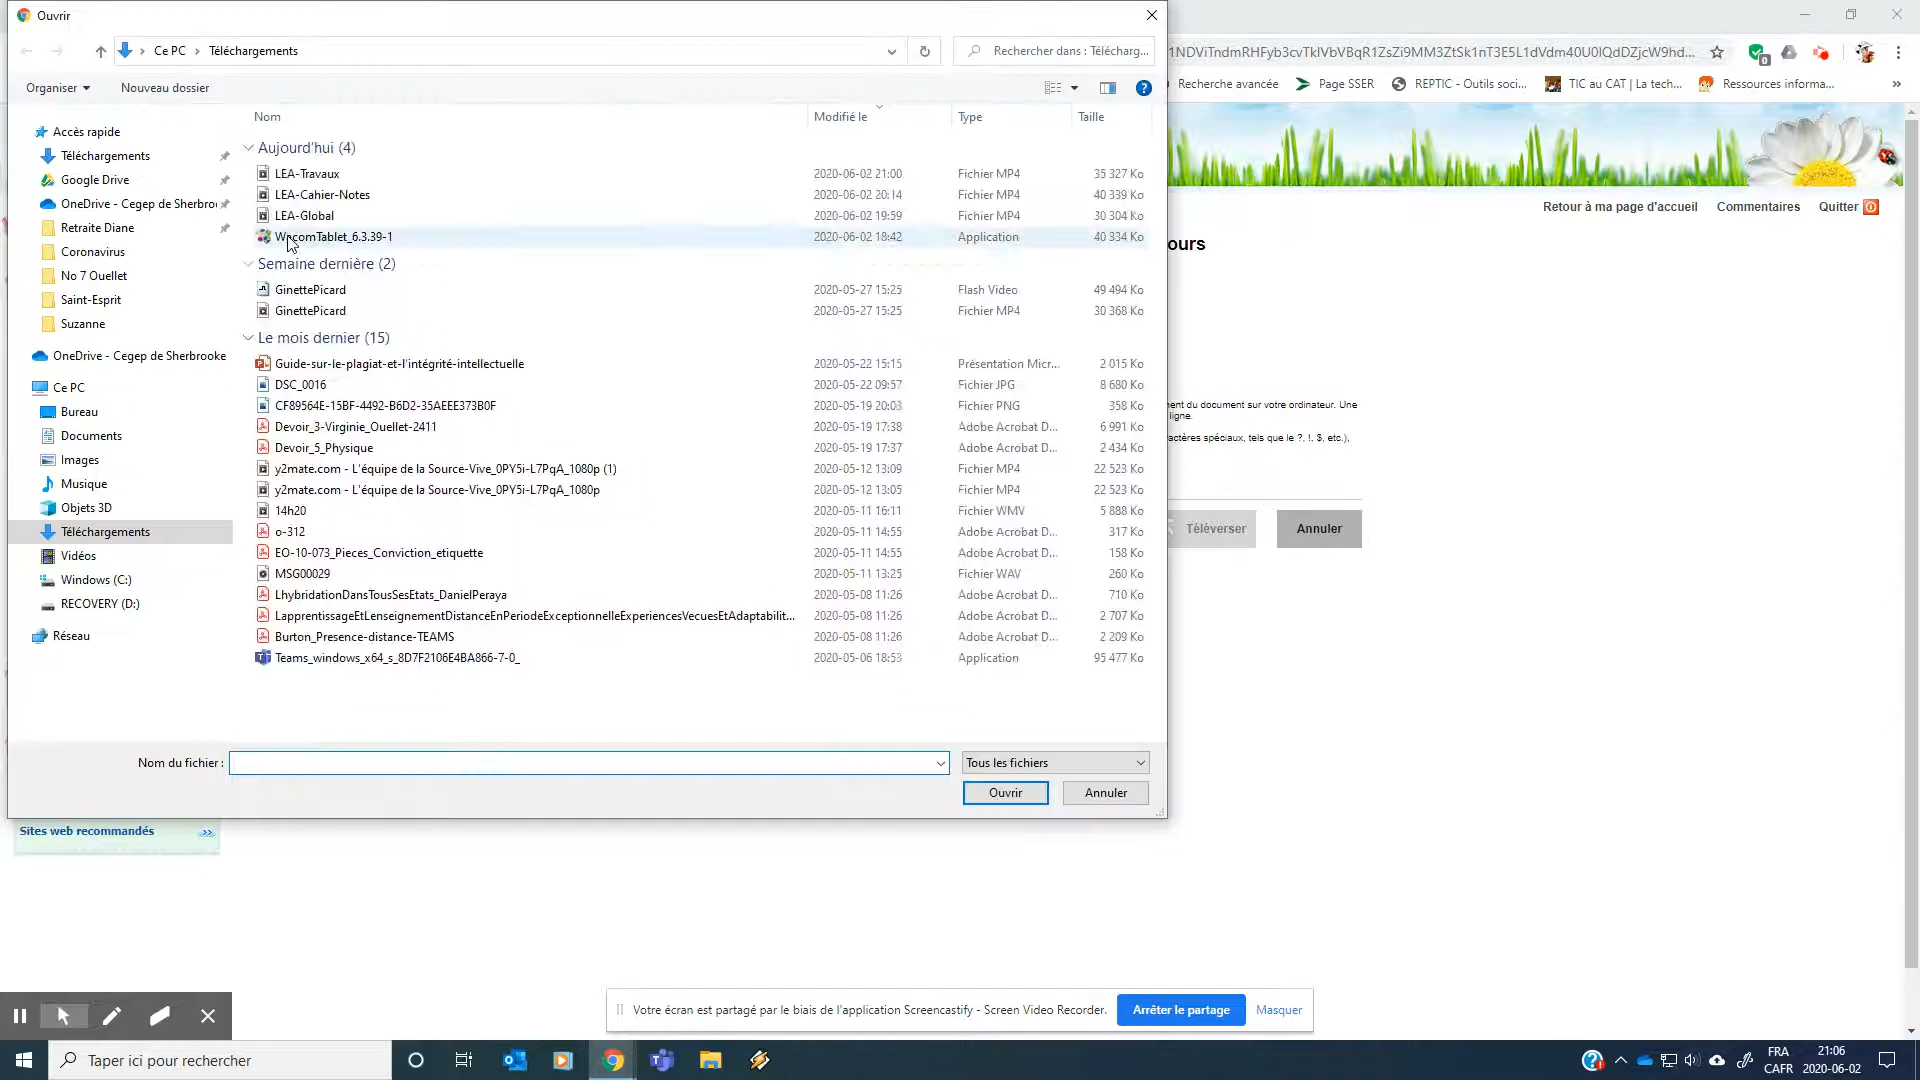 Ouvrir
Ce PC > Téléchargements
Rechercher dans : Télécharg...
1NDViTndmRHFyb3cvTklVbVBqR1ZsZi9MM3ZtSk1nT3E5L1dVdm40U0lQdDZjcW9hd...
Organiser
Nouveau dossier
Recherche avancée
Page SSER
REPTIC - Outils soci...
TIC au CAT | La tech...
Ressources informa...
»
Nom
Modifié le
Type
Taille
Accès rapide
Téléchargements
Google Drive
OneDrive - Cegep de Sherbro
Retraite Diane
Coronavirus
No 7 Ouellet
Saint-Esprit
Suzanne
OneDrive - Cegep de Sherbrooke
Ce PC
Bureau
Documents
Images
Musique
Objets 3D
Téléchargements
Vidéos
Windows (C:)
RECOVERY (D:)
Réseau
Aujourd'hui (4)
LEA-Travaux 2020-06-02 21:00 Fichier MP4 35 327 Ko
LEA-Cahier-Notes 2020-06-02 20:14 Fichier MP4 40 339 Ko
LEA-Global 2020-06-02 19:59 Fichier MP4 30 304 Ko
WacomTablet_6.3.39-1 2020-06-02 18:42 Application 40 334 Ko
Semaine dernière (2)
GinettePicard 2020-05-27 15:25 Flash Video 49 494 Ko
GinettePicard 2020-05-27 15:25 Fichier MP4 30 368 Ko
Le mois dernier (15)
Guide-sur-le-plagiat-et-l'intégrité-intellectuelle 2020-05-22 15:15 Présentation Micr... 2 015 Ko
DSC_0016 2020-05-22 09:57 Fichier JPG 8 680 Ko
CF89564E-15BF-4492-B6D2-35AEEE373B0F 2020-05-19 20:03 Fichier PNG 358 Ko
Devoir_3-Virginie_Ouellet-2411 2020-05-19 17:38 Adobe Acrobat D... 6 991 Ko
Devoir_5_Physique 2020-05-19 17:37 Adobe Acrobat D... 2 434 Ko
y2mate.com - L'équipe de la Source-Vive_0PY5i-L7PqA_1080p (1) 2020-05-12 13:09 Fichier MP4 22 523 Ko
y2mate.com - L'équipe de la Source-Vive_0PY5i-L7PqA_1080p 2020-05-12 13:05 Fichier MP4 22 523 Ko
14h20 2020-05-11 16:11 Fichier WMV 5 888 Ko
o-312 2020-05-11 14:55 Adobe Acrobat D... 317 Ko
EO-10-073_Pieces_Conviction_etiquette 2020-05-11 14:55 Adobe Acrobat D... 158 Ko
MSG00029 2020-05-11 13:25 Fichier WAV 260 Ko
LhybridationDansTousSesEtats_DanielPeraya 2020-05-08 11:26 Adobe Acrobat D... 710 Ko
LapprentissageEtLenseignementDistanceEnPeriodeExceptionnelleExperiencesVecuesEtAdaptabilit... 2020-05-08 11:26 Adobe Acrobat D... 2 707 Ko
Burton_Presence-distance-TEAMS 2020-05-08 11:26 Adobe Acrobat D... 2 209 Ko
Teams_windows_x64_s_8D7F2106E4BA866-7-0_ 2020-05-06 18:53 Application 95 477 Ko
Nom du fichier :
Tous les fichiers
Ouvrir
Annuler
Retour à ma page d'accueil
Commentaires
Quitter
ours
ent du document sur votre ordinateur. Une
ligne.
actères spéciaux, tels que le ?, !, $, etc.),
Téléverser
Annuler
Sites web recommandés >>
Votre écran est partagé par le biais de l'application Screencastify - Screen Video Recorder.
Arrêter le partage
Masquer
Taper ici pour rechercher
FRA
CAFR
21:06
2020-06-02